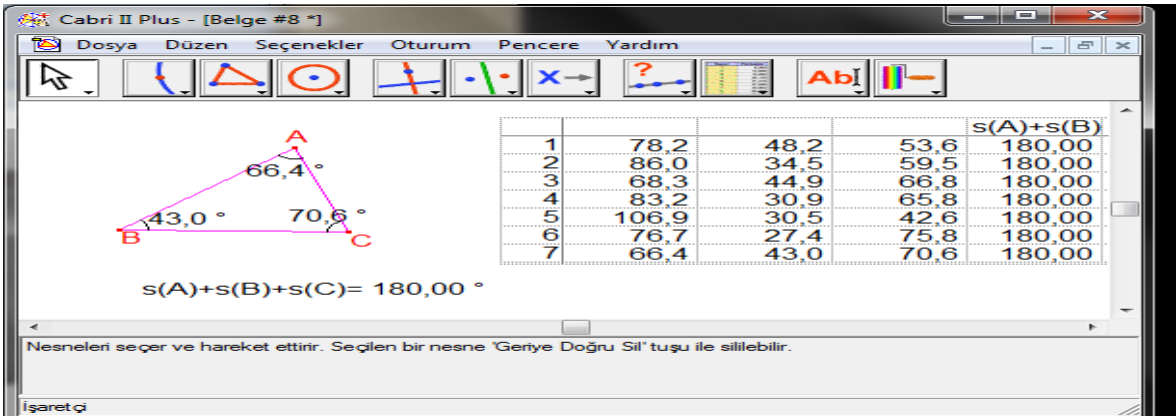 Cabri II Plus - [Belge #8 *]
Dosya Düzen Seçenekler Oturum Pencere Yardım
? Ab
A
66,4 °
43,0 ° 70,6 °
B C
s(A)+s(B)+s(C)= 180,00 °
s(A)+s(B)
1 78,2 48,2 53,6 180,00
2 86,0 34,5 59,5 180,00
3 68,3 44,9 66,8 180,00
4 83,2 30,9 65,8 180,00
5 106,9 30,5 42,6 180,00
6 76,7 27,4 75,8 180,00
7 66,4 43,0 70,6 180,00
Nesneleri seçer ve hareket ettirir. Seçilen bir nesne 'Geriye Doğru Sil' tuşu ile sililebilir.
İşaretçi